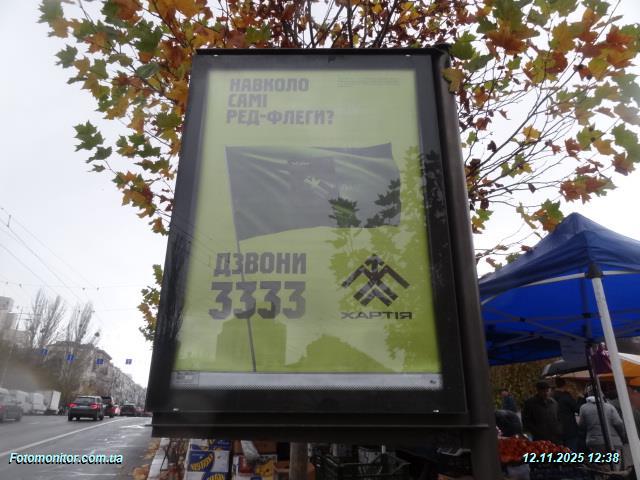 НАВКОЛО
САМІ
РЕД-ФЛЕГИ?
ДЗВОНИ
3333
ХАРТІЯ
Fotomonitor.com.ua
12.11.2025 12:38